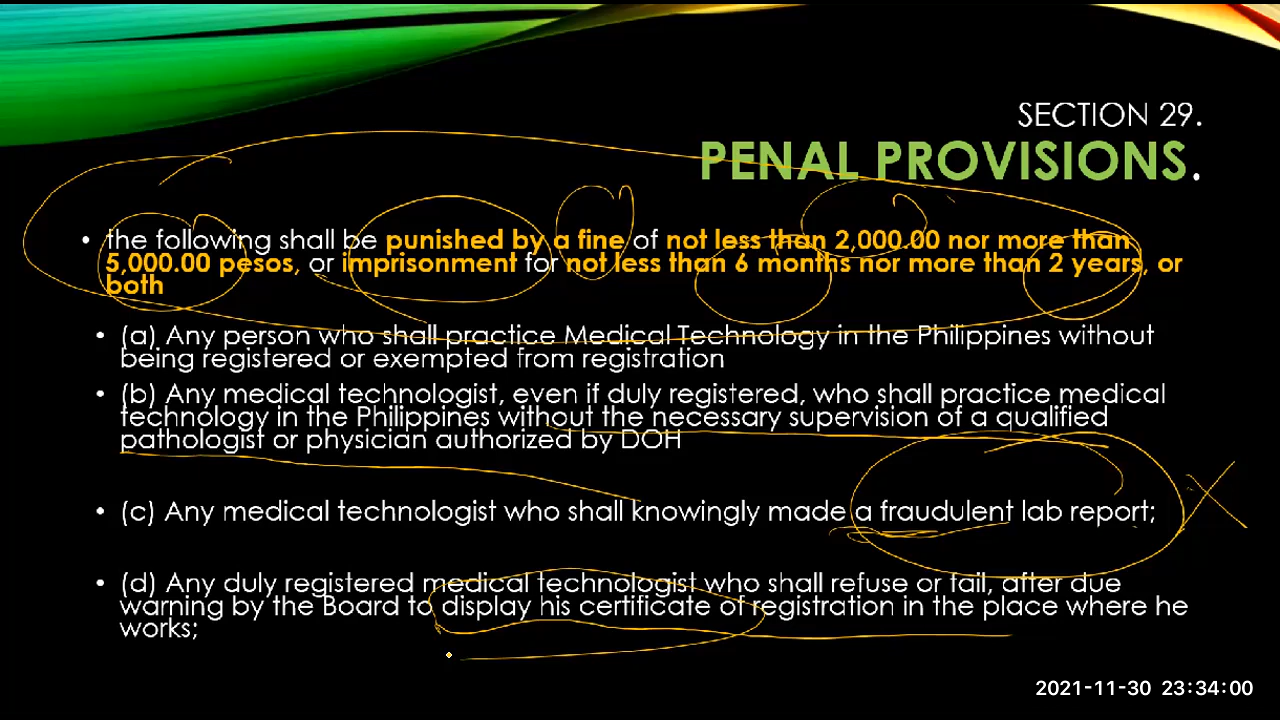 SECTION 29.
PENAL PROVISIONS.
• the following shall be punished by a fine of not less than 2,000.00 nor more than
5,000.00 pesos, or imprisonment for not less than 6 months nor more than 2 years, or
both
• (a) Any person who shall practice Medical Technology in the Philippines without
being registered or exempted from registration
• (b) Any medical technologist, even if duly registered, who shall practice medical
technology in the Philippines without the necessary supervision of a qualified
pathologist or physician authorized by DOH
• (c) Any medical technologist who shall knowingly made a fraudulent lab report;
• (d) Any duly registered medical technologist who shall refuse or fail, after due
warning by the Board to display his certificate of registration in the place where he
works;
2021-11-30 23:34:00